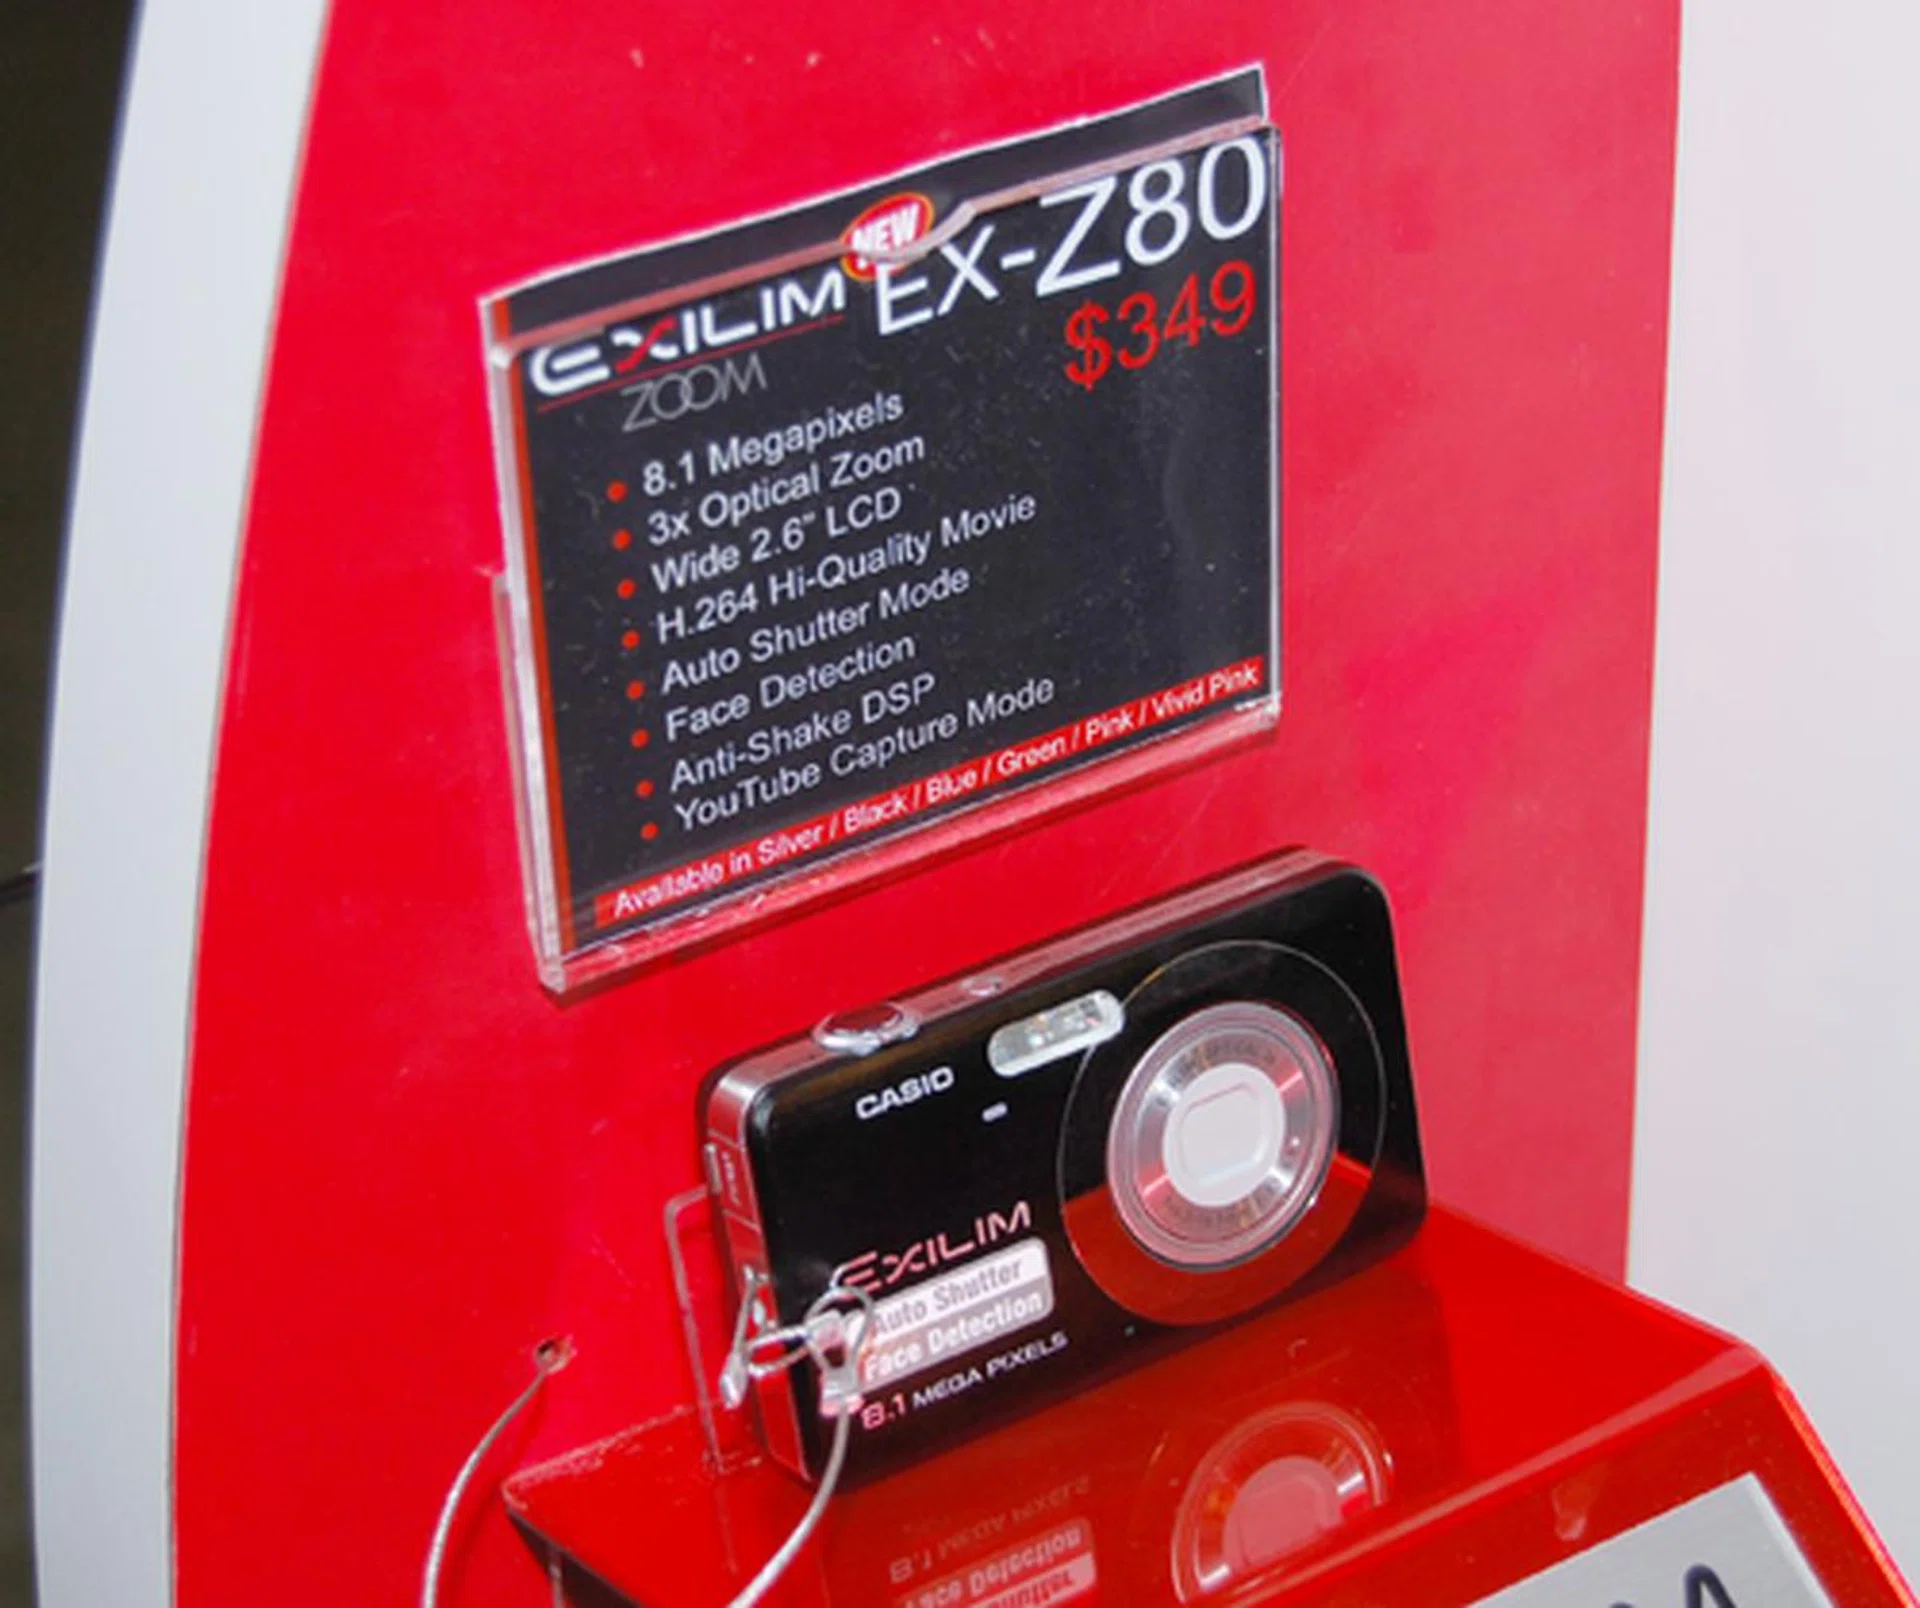 NEW
EXILIM EX-Z80
ZOOM $349
8.1 Megapixels
3x Optical Zoom
Wide 2.6" LCD
H.264 Hi-Quality Movie
Auto Shutter Mode
Face Detection
Anti-Shake DSP
YouTube Capture Mode
Available in Silver / Black / Blue / Green / Pink / Vivid Pink
CASIO
EXILIM
Auto Shutter
Face Detection
8.1 MEGA PIXELS